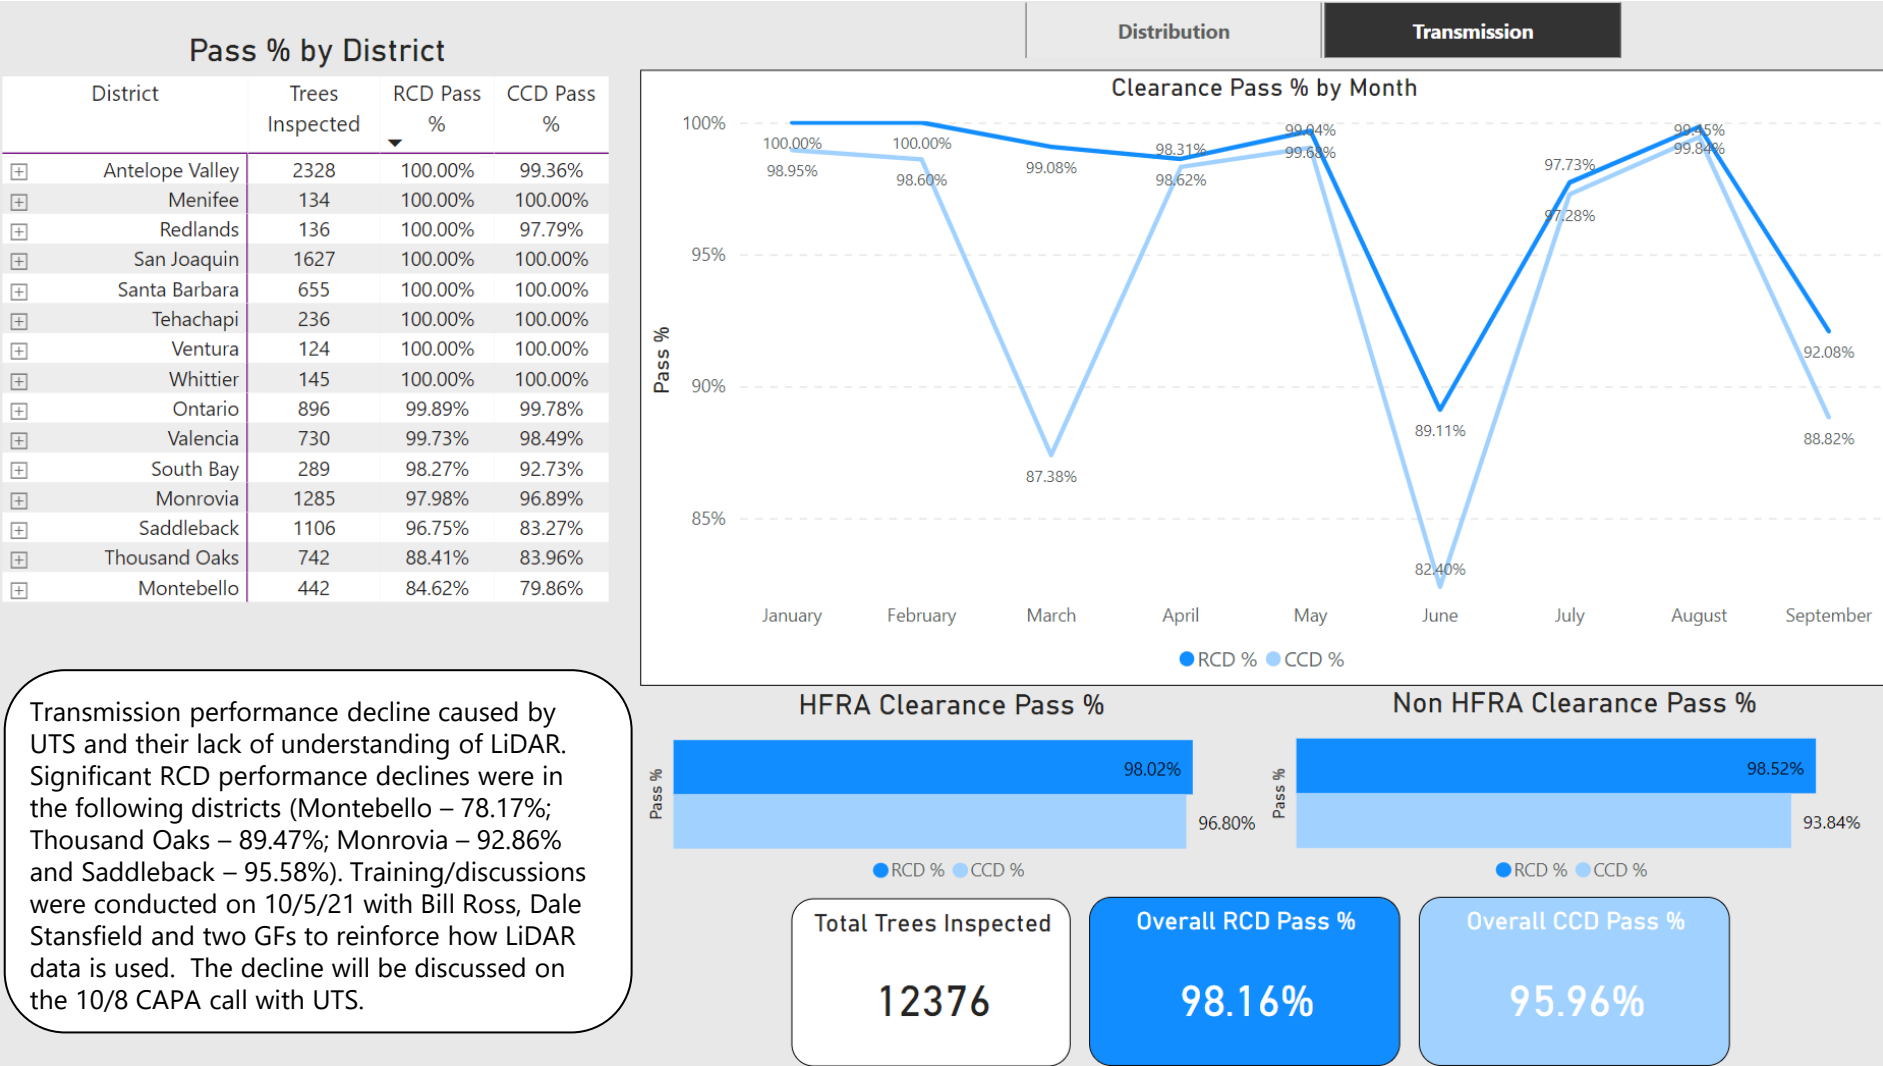 Distribution
Transmission
Pass % by District
District Trees Inspected RCD Pass % CCD Pass %
Antelope Valley 2328 100.00% 99.36%
Menifee 134 100.00% 100.00%
Redlands 136 100.00% 97.79%
San Joaquin 1627 100.00% 100.00%
Santa Barbara 655 100.00% 100.00%
Tehachapi 236 100.00% 100.00%
Ventura 124 100.00% 100.00%
Whittier 145 100.00% 100.00%
Ontario 896 99.89% 99.78%
Valencia 730 99.73% 98.49%
South Bay 289 98.27% 92.73%
Monrovia 1285 97.98% 96.89%
Saddleback 1106 96.75% 83.27%
Thousand Oaks 742 88.41% 83.96%
Montebello 442 84.62% 79.86%
Clearance Pass % by Month
Pass %
100%
95%
90%
85%
100.00% 100.00% 99.08% 98.31% 99.04% 89.11% 97.73% 99.45% 92.08%
98.95% 98.60% 87.38% 98.62% 99.68% 82.40% 97.28% 99.84% 88.82%
January February March April May June July August September
RCD % CCD %
Transmission performance decline caused by
UTS and their lack of understanding of LiDAR.
Significant RCD performance declines were in
the following districts (Montebello – 78.17%;
Thousand Oaks – 89.47%; Monrovia – 92.86%
and Saddleback – 95.58%). Training/discussions
were conducted on 10/5/21 with Bill Ross, Dale
Stansfield and two GFs to reinforce how LiDAR
data is used.  The decline will be discussed on
the 10/8 CAPA call with UTS.
HFRA Clearance Pass %
Pass %
98.02%
96.80%
RCD % CCD %
Non HFRA Clearance Pass %
Pass %
98.52%
93.84%
RCD % CCD %
Total Trees Inspected
12376
Overall RCD Pass %
98.16%
Overall CCD Pass %
95.96%